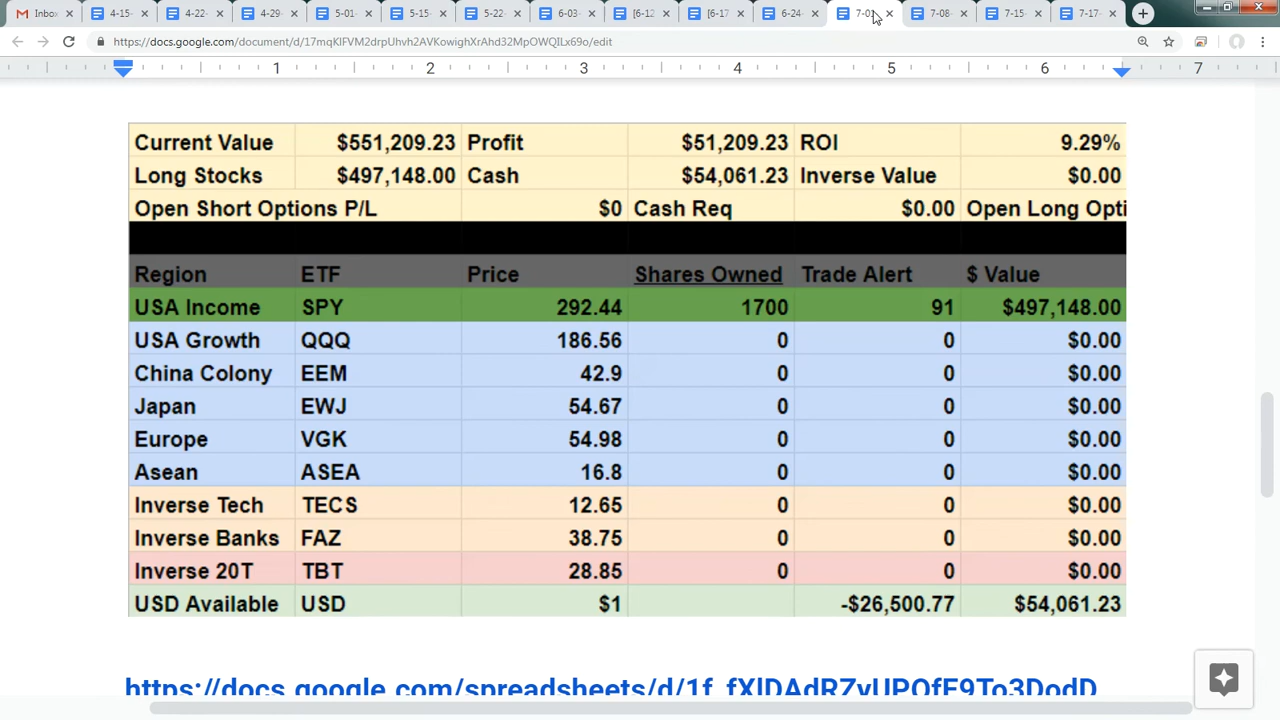 Inbox
4-15-
4-22-
4-29-
5-01-
5-15-
5-22-
6-03-
[6-12
[6-17
6-24-
7-01
7-08-
7-15-
7-17-
https://docs.google.com/document/d/17mqKlFVM2drpUhvh2AVKowighXrAhd32MpOWQILx69o/edit
1 2 3 4 5 6 7
Current Value $551,209.23 Profit $51,209.23 ROI 9.29%
Long Stocks $497,148.00 Cash $54,061.23 Inverse Value $0.00
Open Short Options P/L $0 Cash Req $0.00 Open Long Opti
Region ETF Price Shares Owned Trade Alert $ Value
USA Income SPY 292.44 1700 91 $497,148.00
USA Growth QQQ 186.56 0 0 $0.00
China Colony EEM 42.9 0 0 $0.00
Japan EWJ 54.67 0 0 $0.00
Europe VGK 54.98 0 0 $0.00
Asean ASEA 16.8 0 0 $0.00
Inverse Tech TECS 12.65 0 0 $0.00
Inverse Banks FAZ 38.75 0 0 $0.00
Inverse 20T TBT 28.85 0 0 $0.00
USD Available USD $1 -$26,500.77 $54,061.23
https://docs.google.com/spreadsheets/d/1f_fXlDAdRZvUPOfF9To3DodD